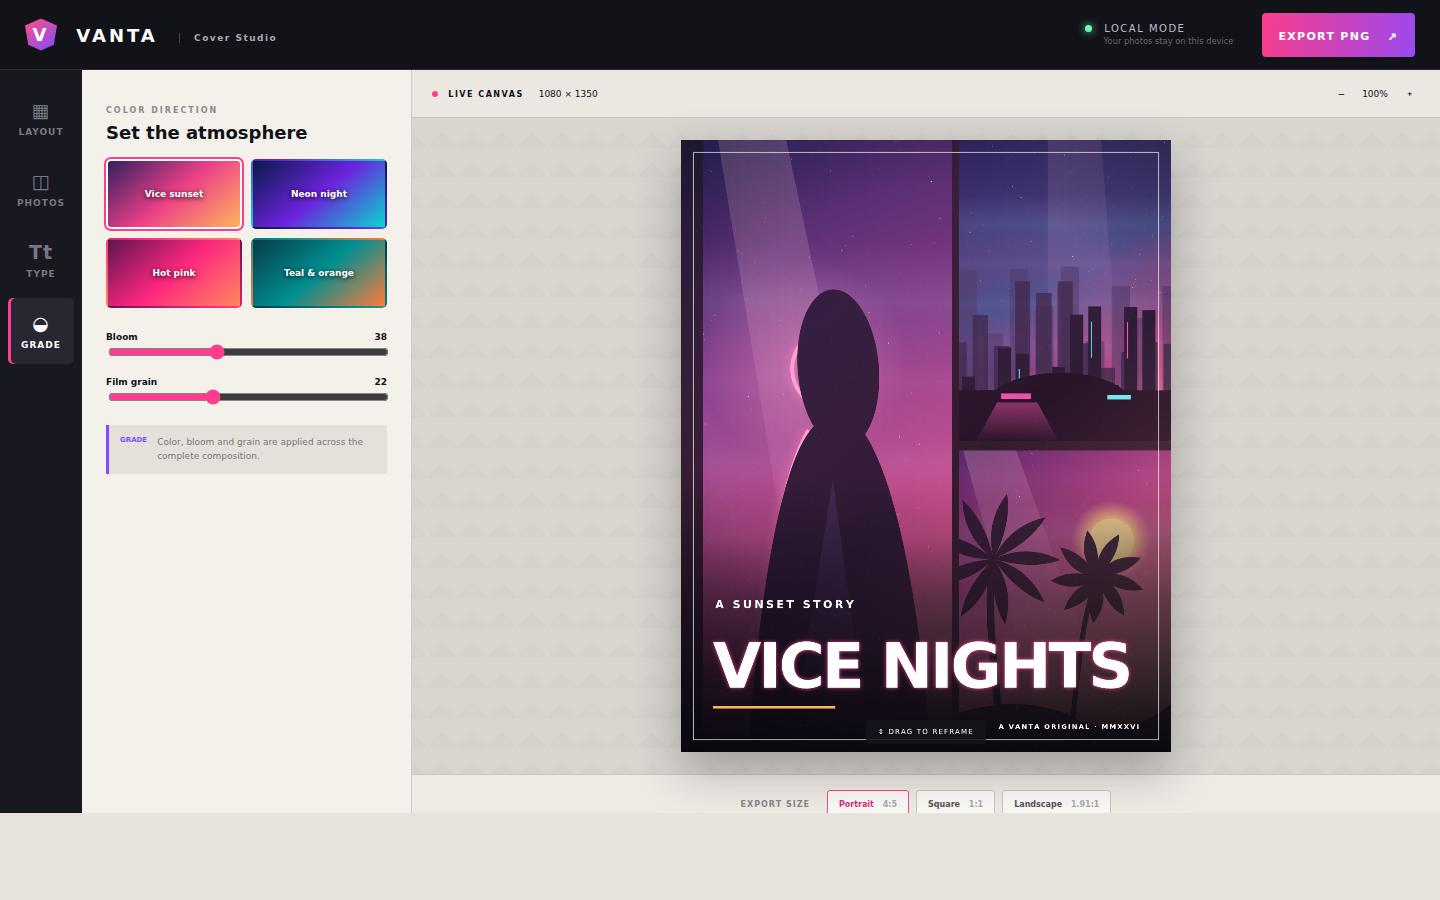 V VANTA Cover Studio
LOCAL MODE
Your photos stay on this device
EXPORT PNG ↗
LAYOUT
PHOTOS
Tt
TYPE
GRADE
COLOR DIRECTION
Set the atmosphere
Vice sunset
Neon night
Hot pink
Teal & orange
Bloom 38
Film grain 22
GRADE Color, bloom and grain are applied across the
complete composition.
LIVE CANVAS 1080 × 1350
− 100% +
A SUNSET STORY
VICE NIGHTS
↕ DRAG TO REFRAME
A VANTA ORIGINAL · MMXXVI
EXPORT SIZE Portrait 4:5 Square 1:1 Landscape 1.91:1